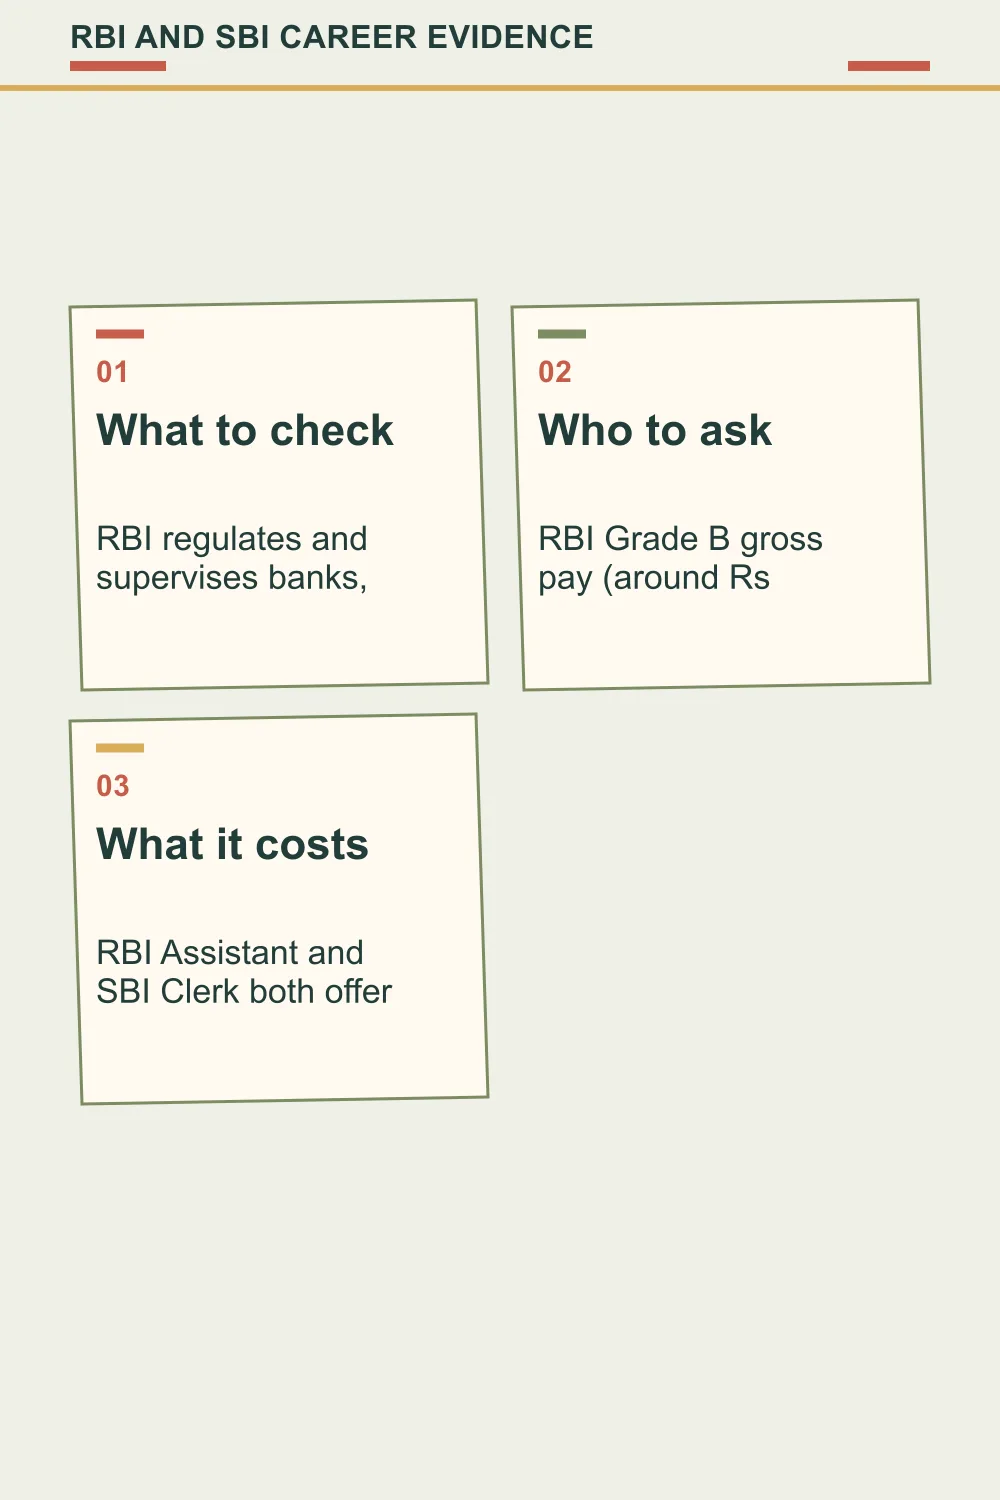 RBI AND SBI CAREER EVIDENCE
01
What to check
RBI regulates and
supervises banks,
02
Who to ask
RBI Grade B gross
pay (around Rs
03
What it costs
RBI Assistant and
SBI Clerk both offer